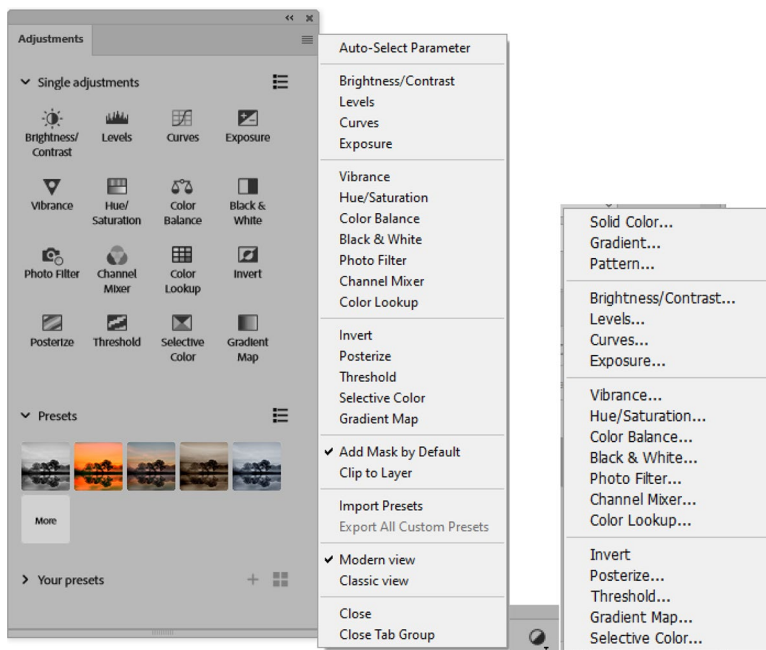 Adjustments
Single adjustments
Brightness/
Contrast
Levels
Curves
Exposure
Vibrance
Hue/
Saturation
Color
Balance
Black &
White
Photo Filter
Channel
Mixer
Color
Lookup
Invert
Posterize
Threshold
Selective
Color
Gradient
Map
Presets
More
Your presets
Auto-Select Parameter
Brightness/Contrast
Levels
Curves
Exposure
Vibrance
Hue/Saturation
Color Balance
Black & White
Photo Filter
Channel Mixer
Color Lookup
Invert
Posterize
Threshold
Selective Color
Gradient Map
Add Mask by Default
Clip to Layer
Import Presets
Export All Custom Presets
Modern view
Classic view
Close
Close Tab Group
Solid Color...
Gradient...
Pattern...
Brightness/Contrast...
Levels...
Curves...
Exposure...
Vibrance...
Hue/Saturation...
Color Balance...
Black & White...
Photo Filter...
Channel Mixer...
Color Lookup...
Invert
Posterize...
Threshold...
Gradient Map...
Selective Color...